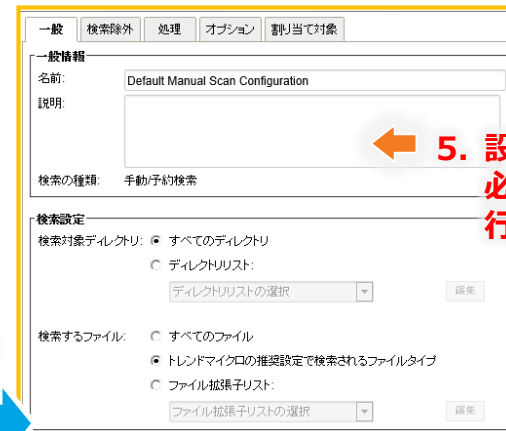 一般 検索除外 処理 オプション 割り当て対象
一般情報
名前: Default Manual Scan Configuration
説明:
5. 設
必
行
検索の種類: 手動/予約検索
検索設定
検索対象ディレクトリ: すべてのディレクトリ
ディレクトリリスト:
ディレクトリリストの選択 編集
検索するファイル: すべてのファイル
トレンドマイクロの推奨設定で検索されるファイルタイプ
ファイル拡張子リスト:
ファイル拡張子リストの選択 編集